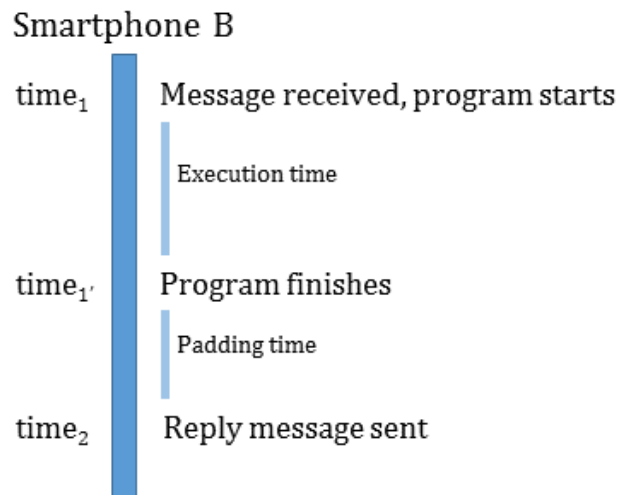 Smartphone B
time₁ Message received, program starts
Execution time
time₁′ Program finishes
Padding time
time₂ Reply message sent